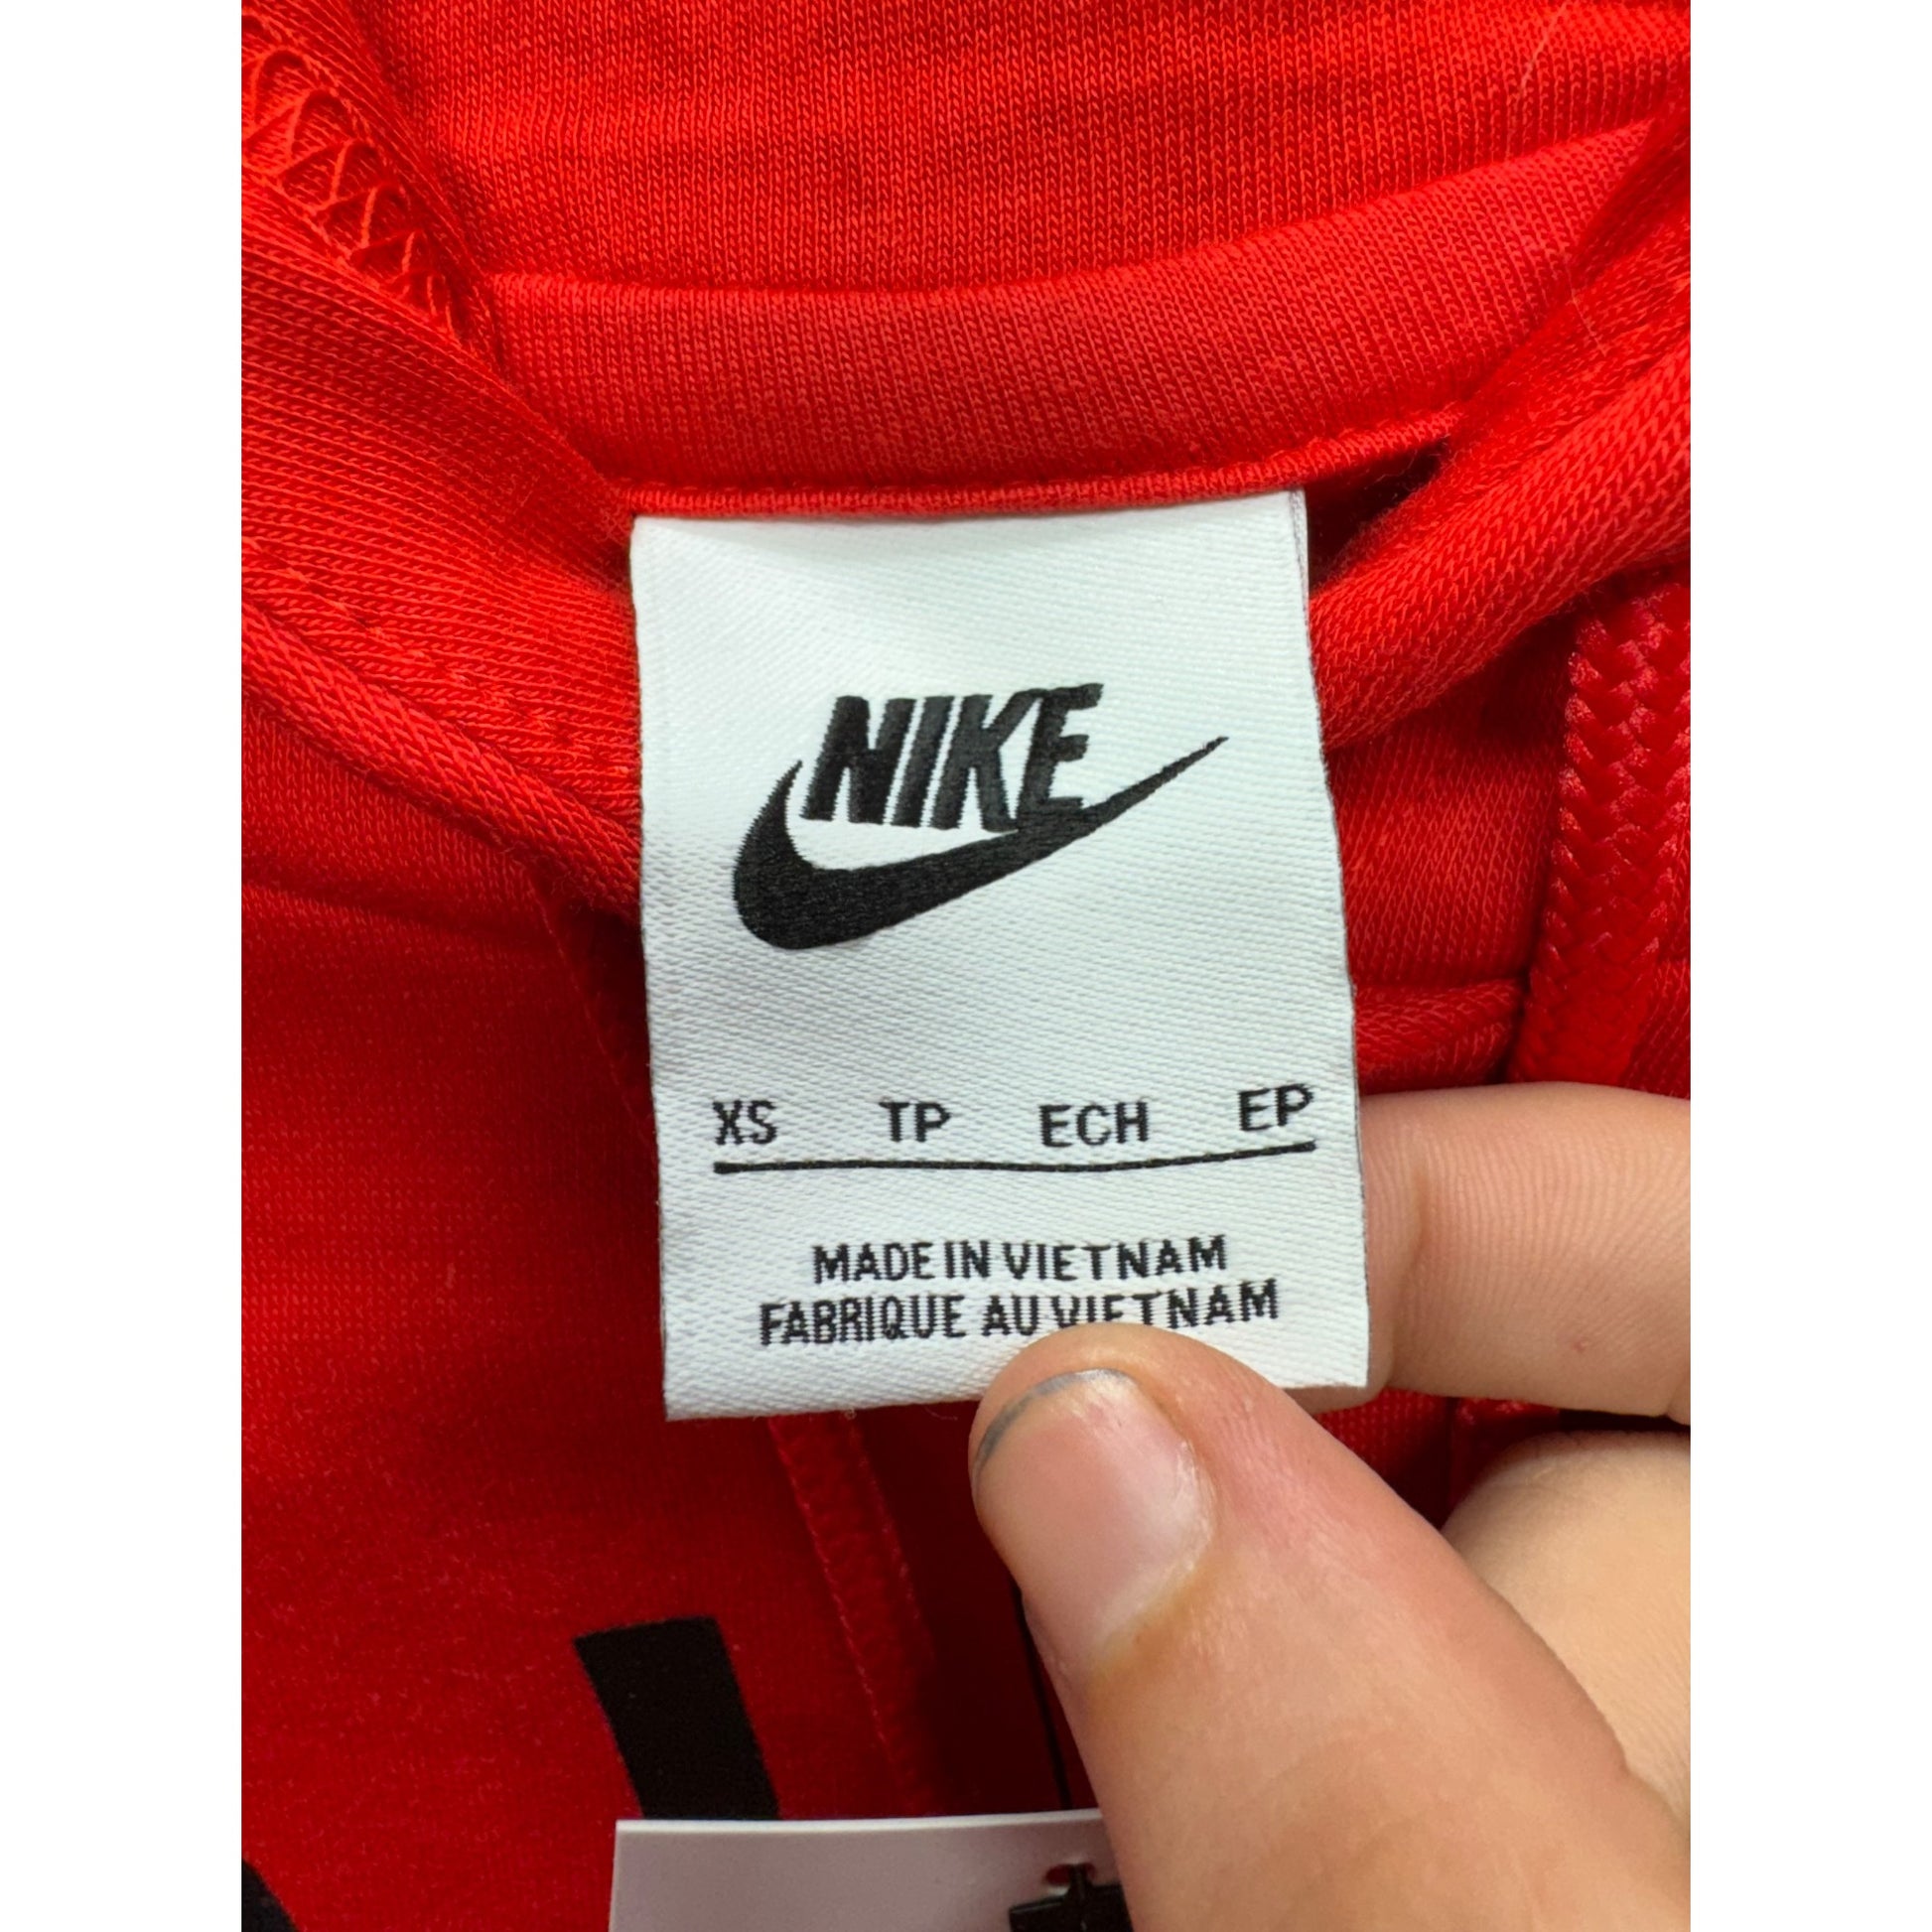 NIKE
XS TP ECH EP
MADE IN VIETNAM
FABRIQUE AU VIETNAM